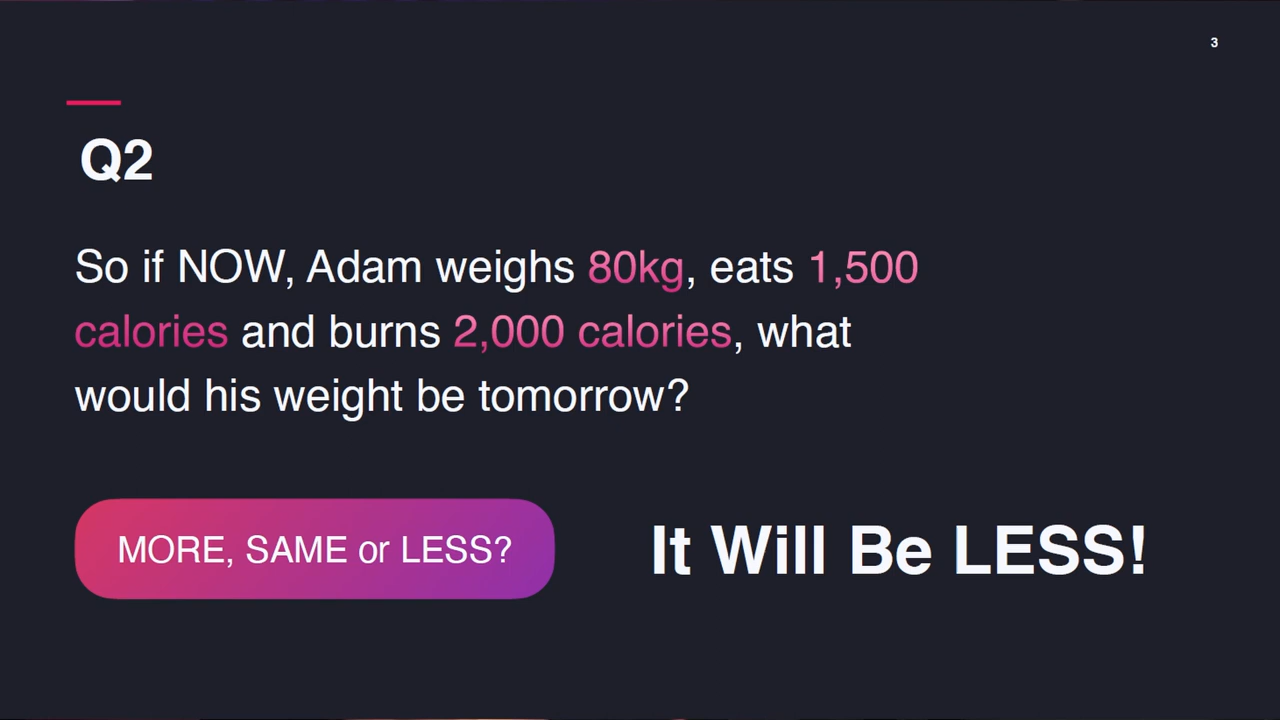 3
Q2
So if NOW, Adam weighs 80kg, eats 1,500
calories and burns 2,000 calories, what
would his weight be tomorrow?
MORE, SAME or LESS?
It Will Be LESS!